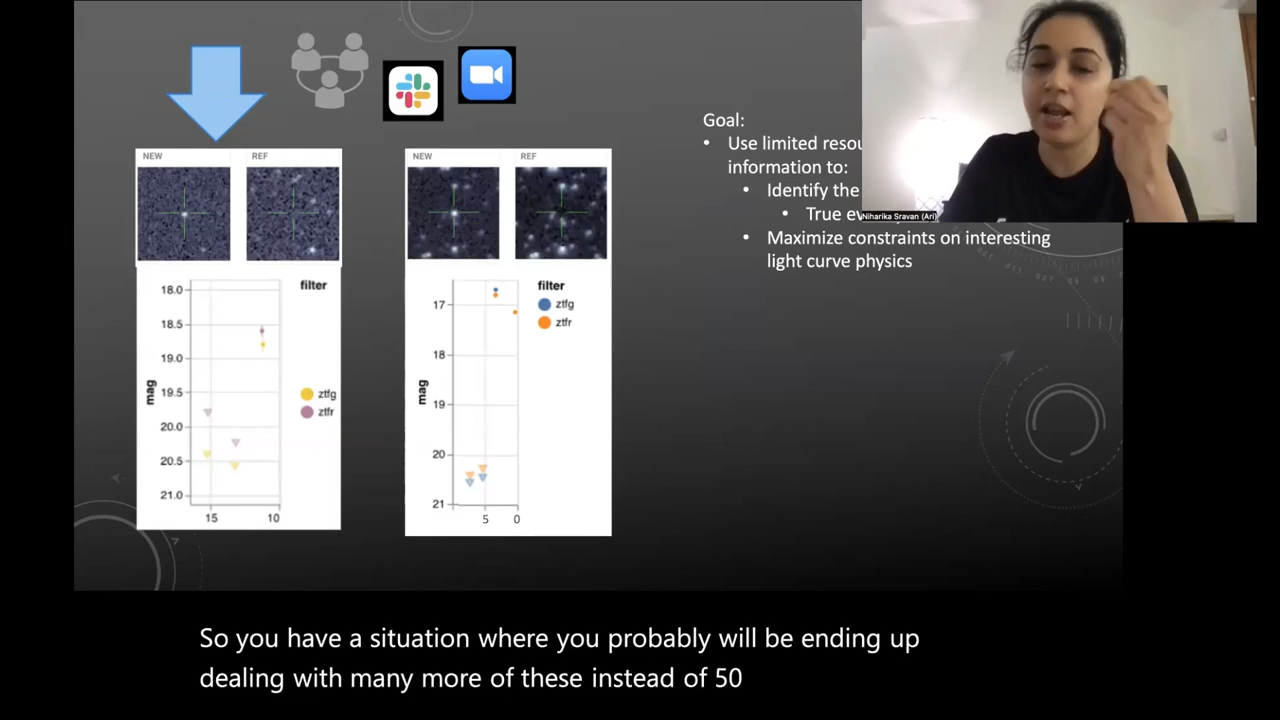 NEW REF
NEW REF
Goal:
• Use limited
information to:
• Identify the
• True
Niharika Sravan (Ari)
• Maximize constraints on interesting
light curve physics
filter
18.0
18.5
19.0
19.5
20.0
20.5
21.0
mag
ztfg
ztfr
15 10
filter
ztfg
ztfr
17
18
19
20
21
mag
5 0
So you have a situation where you probably will be ending up
dealing with many more of these instead of 50